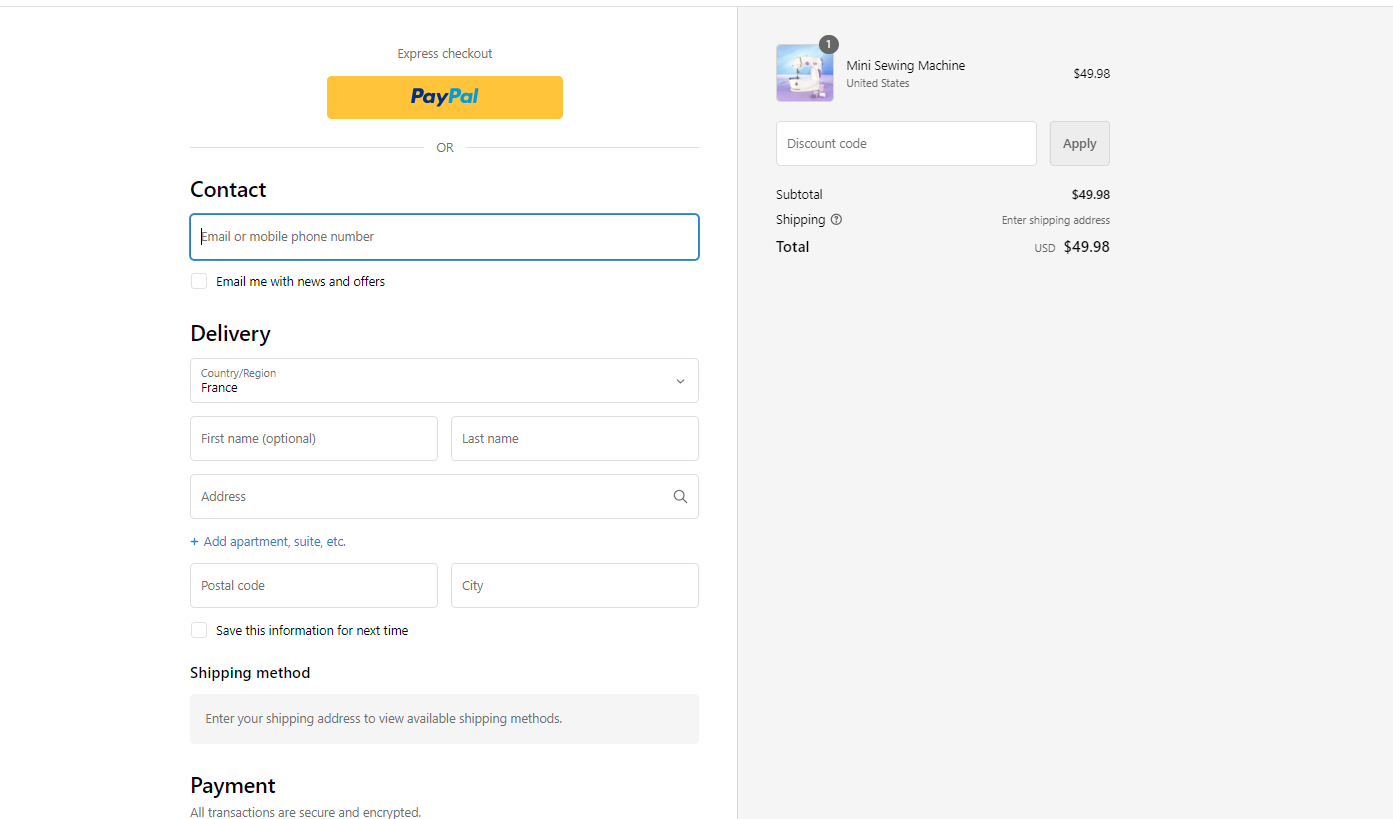 Express checkout
PayPal
OR
Contact
Email or mobile phone number
Email me with news and offers
Delivery
Country/Region
France
First name (optional)
Last name
Address
+ Add apartment, suite, etc.
Postal code
City
Save this information for next time
Shipping method
Enter your shipping address to view available shipping methods.
Payment
All transactions are secure and encrypted.
1
Mini Sewing Machine
United States
$49.98
Discount code
Apply
Subtotal $49.98
Shipping Enter shipping address
Total USD $49.98